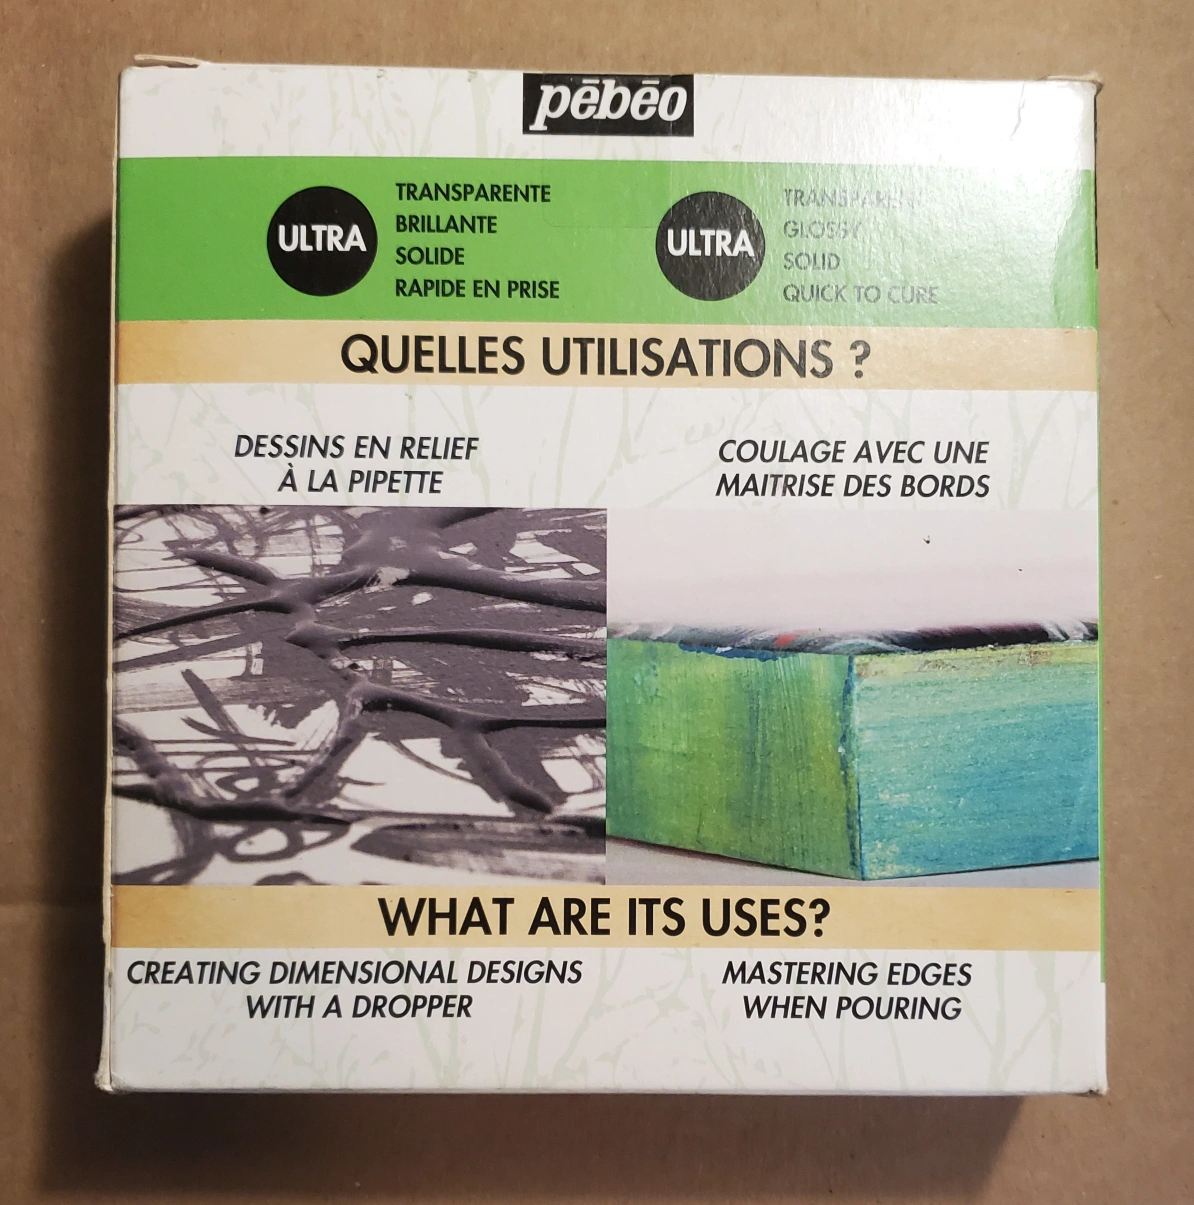 pēbēo
ULTRA
TRANSPARENTE
BRILLANTE
SOLIDE
RAPIDE EN PRISE
ULTRA
TRANSPARENT
GLOSSY
SOLID
QUICK TO CURE
QUELLES UTILISATIONS ?
DESSINS EN RELIEF
À LA PIPETTE
COULAGE AVEC UNE
MAITRISE DES BORDS
WHAT ARE ITS USES?
CREATING DIMENSIONAL DESIGNS
WITH A DROPPER
MASTERING EDGES
WHEN POURING